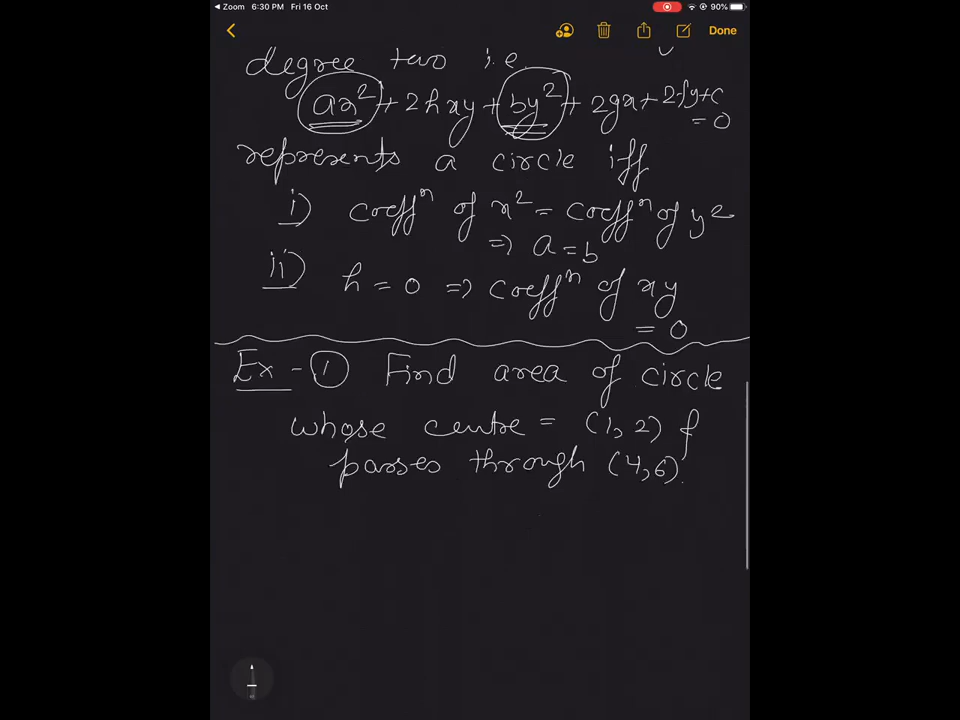 Zoom 6:30 PM Fri 16 Oct 90%
Done
degree two i.e.
ax² + 2hxy + by² + 2gx + 2fy + c
= 0
represents a circle iff
i) coeffⁿ of x² = coeffⁿ of y²
⇒ a = b
ii) h = 0 ⇒ coeffⁿ of xy
= 0
Ex - ① Find area of circle
whose centre = (1, 2) &
passes through (4,6).